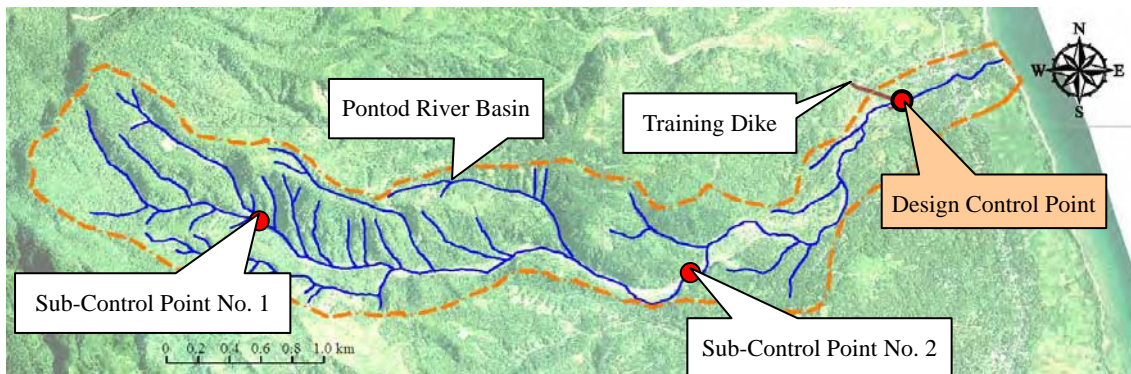 N
W E
S
Pontod River Basin
Training Dike
Design Control Point
Sub-Control Point No. 1
Sub-Control Point No. 2
0 0.2 0.4 0.6 0.8 1.0 km